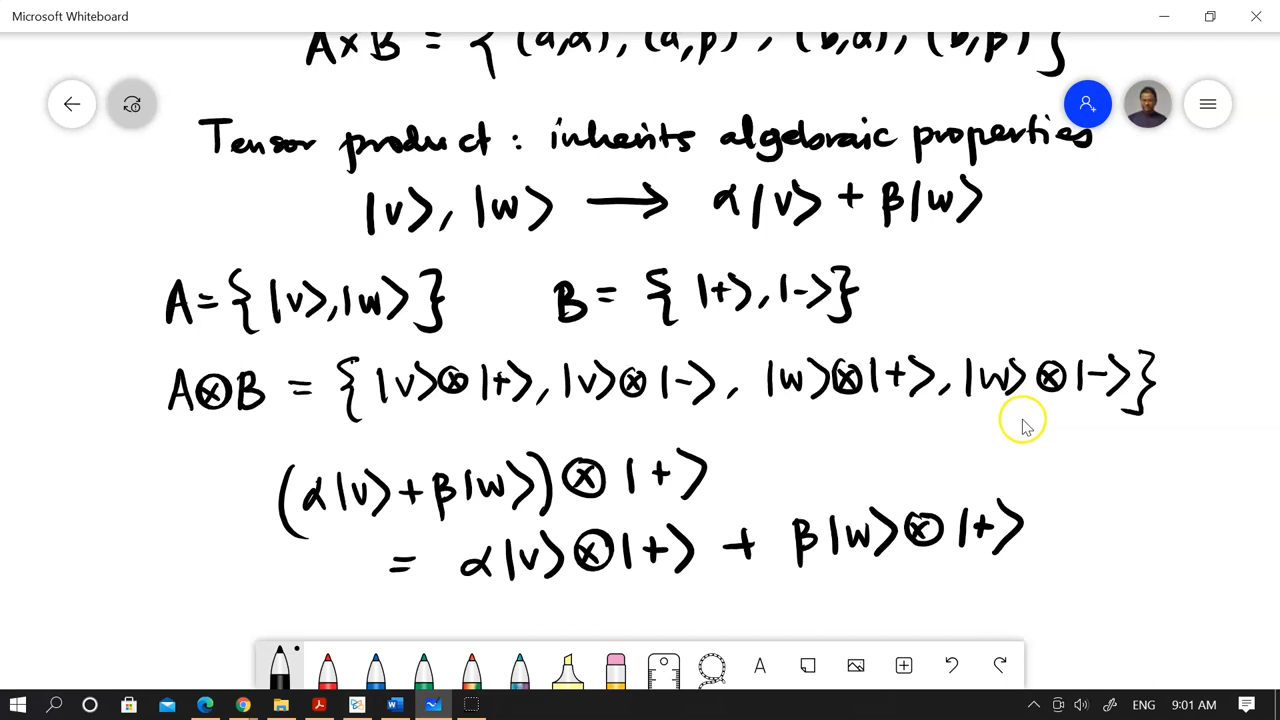 Microsoft Whiteboard
A×B = {(a,α), (a,β), (b,α), (b,β)}
Tensor product : inherits algebraic properties
|v⟩, |w⟩ ⟶ α|v⟩ + β|w⟩
A = {|v⟩, |w⟩} B = {|+⟩, |-⟩}
A⊗B = {|v⟩⊗|+⟩, |v⟩⊗|-⟩, |w⟩⊗|+⟩, |w⟩⊗|-⟩}
(α|v⟩ + β|w⟩)⊗|+⟩
= α|v⟩⊗|+⟩ + β|w⟩⊗|+⟩
A
ENG 9:01 AM